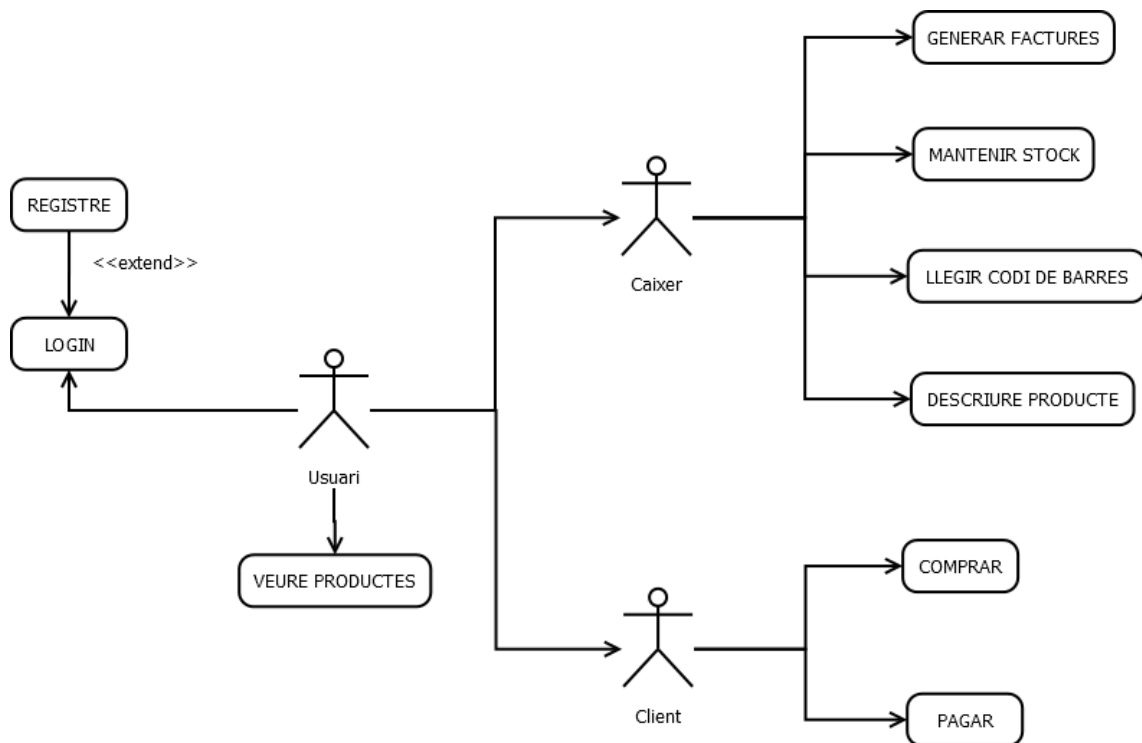 GENERAR FACTURES
MANTENIR STOCK
REGISTRE
<<extend>>
LLEGIR CODI DE BARRES
Caixer
LOGIN
DESCRIURE PRODUCTE
Usuari
VEURE PRODUCTES
COMPRAR
Client
PAGAR